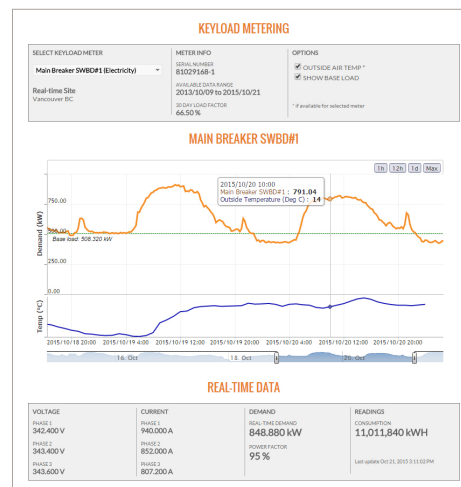 KEYLOAD METERING
SELECT KEYLOAD METER
Main Breaker SWBD#1 (Electricity)
Real-time Site
Vancouver BC
METER INFO
SERIAL NUMBER
81029168-1
AVAILABLE DATA RANGE
2013/10/09 to 2015/10/21
30 DAY LOAD FACTOR
66.50 %
OPTIONS
OUTSIDE AIR TEMP *
SHOW BASE LOAD
* if available for selected meter
MAIN BREAKER SWBD#1
1h 12h 1d Max
2015/10/20 10:00
Main Breaker SWBD#1 : 791.04
Outside Temperature (Deg C) : 14
Demand (kW)
750.00
500.00
Base load: 508.320 kW
250.00
0.00
Temp (°C)
2015/10/18 20:00 2015/10/19 4:00 2015/10/19 12:00 2015/10/19 20:00 2015/10/20 4:00 2015/10/20 12:00 2015/10/20 20:00
16. Oct 18. Oct 20. Oct
REAL-TIME DATA
VOLTAGE
PHASE 1
342.400 V
PHASE 2
343.400 V
PHASE 3
343.600 V
CURRENT
PHASE 1
940.000 A
PHASE 2
852.000 A
PHASE 3
807.200 A
DEMAND
REAL-TIME DEMAND
848.880 kW
POWER FACTOR
95 %
READINGS
CONSUMPTION
11,011,840 kWH
Last update Oct 21, 2015 3:11:02 PM